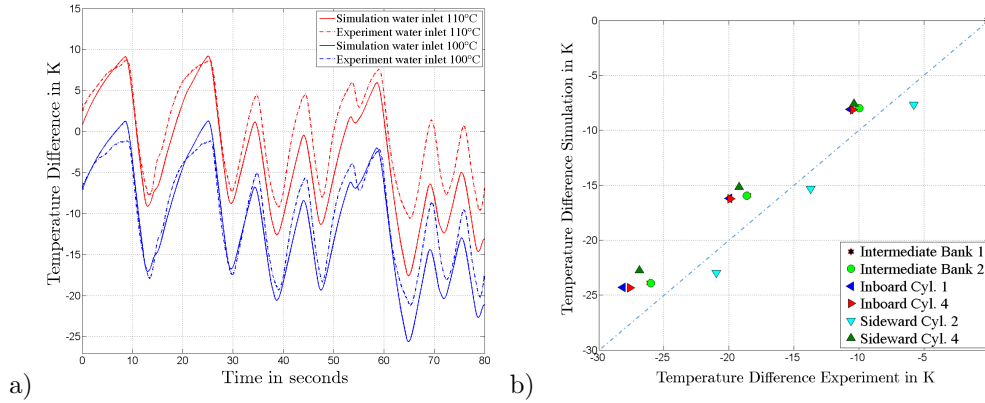 15
10
5
0
-5
-10
-15
-20
-25
-30
Temperature Difference in K
0
10
20
30
40
50
60
70
80
Time in seconds
Simulation water inlet 110°C
Experiment water inlet 110°C
Simulation water inlet 100°C
Experiment water inlet 100°C
a)
0
-5
-10
-15
-20
-25
-30
Temperature Difference Simulation in K
-30
-20
-10
0
Temperature Difference Experiment in K
Intermediate Bank 1
Intermediate Bank 2
Inboard Cyl. 1
Inboard Cyl. 4
Sideward Cyl. 2
Sideward Cyl. 4
b)